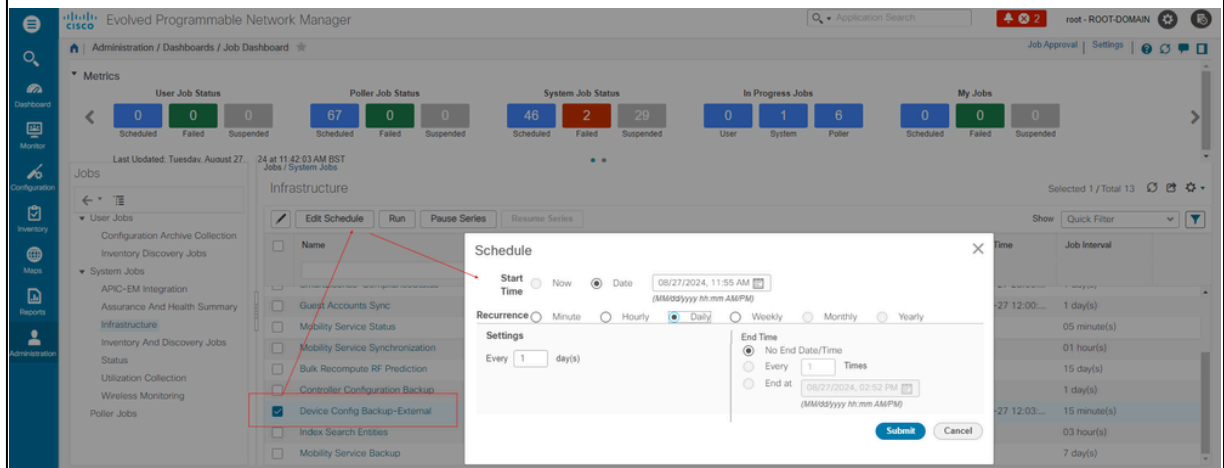 CISCO Evolved Programmable Network Manager
Application Search
2
root - ROOT-DOMAIN
Administration / Dashboards / Job Dashboard
Job Approval | Settings
Dashboard
Monitor
Configuration
Inventory
Maps
Reports
Administration
Metrics
User Job Status
Poller Job Status
System Job Status
In Progress Jobs
My Jobs
0 0 0
67 0 0
46 2 29
0 1 6
0 0 0
Scheduled Failed Suspended
Scheduled Failed Suspended
Scheduled Failed Suspended
User System Poller
Scheduled Failed Suspended
Last Updated: Tuesday, August 27, 24 at 11:42:03 AM BST
Jobs
User Jobs
Configuration Archive Collection
Inventory Discovery Jobs
System Jobs
APIC-EM Integration
Assurance And Health Summary
Infrastructure
Inventory And Discovery Jobs
Status
Utilization Collection
Wireless Monitoring
Poller Jobs
Jobs / System Jobs
Infrastructure
Selected 1 / Total 13
Edit Schedule Run Pause Series Resume Series
Show Quick Filter
Name
Time
Job Interval
Guest Accounts Sync
-27 12:00:... 1 day(s)
Mobility Service Status
05 minute(s)
Mobility Service Synchronization
01 hour(s)
Bulk Recompute RF Prediction
15 day(s)
Controller Configuration Backup
1 day(s)
Device Config Backup-External
-27 12:03:... 15 minute(s)
Index Search Entities
03 hour(s)
Mobility Service Backup
7 day(s)
Schedule
Start Time Now Date 08/27/2024, 11:55 AM
(MM/dd/yyyy hh:mm AM/PM)
Recurrence Minute Hourly Daily Weekly Monthly Yearly
Settings
Every 1 day(s)
End Time
No End Date/Time
Every 1 Times
End at 08/27/2024, 02:52 PM
(MM/dd/yyyy hh:mm AM/PM)
Submit Cancel